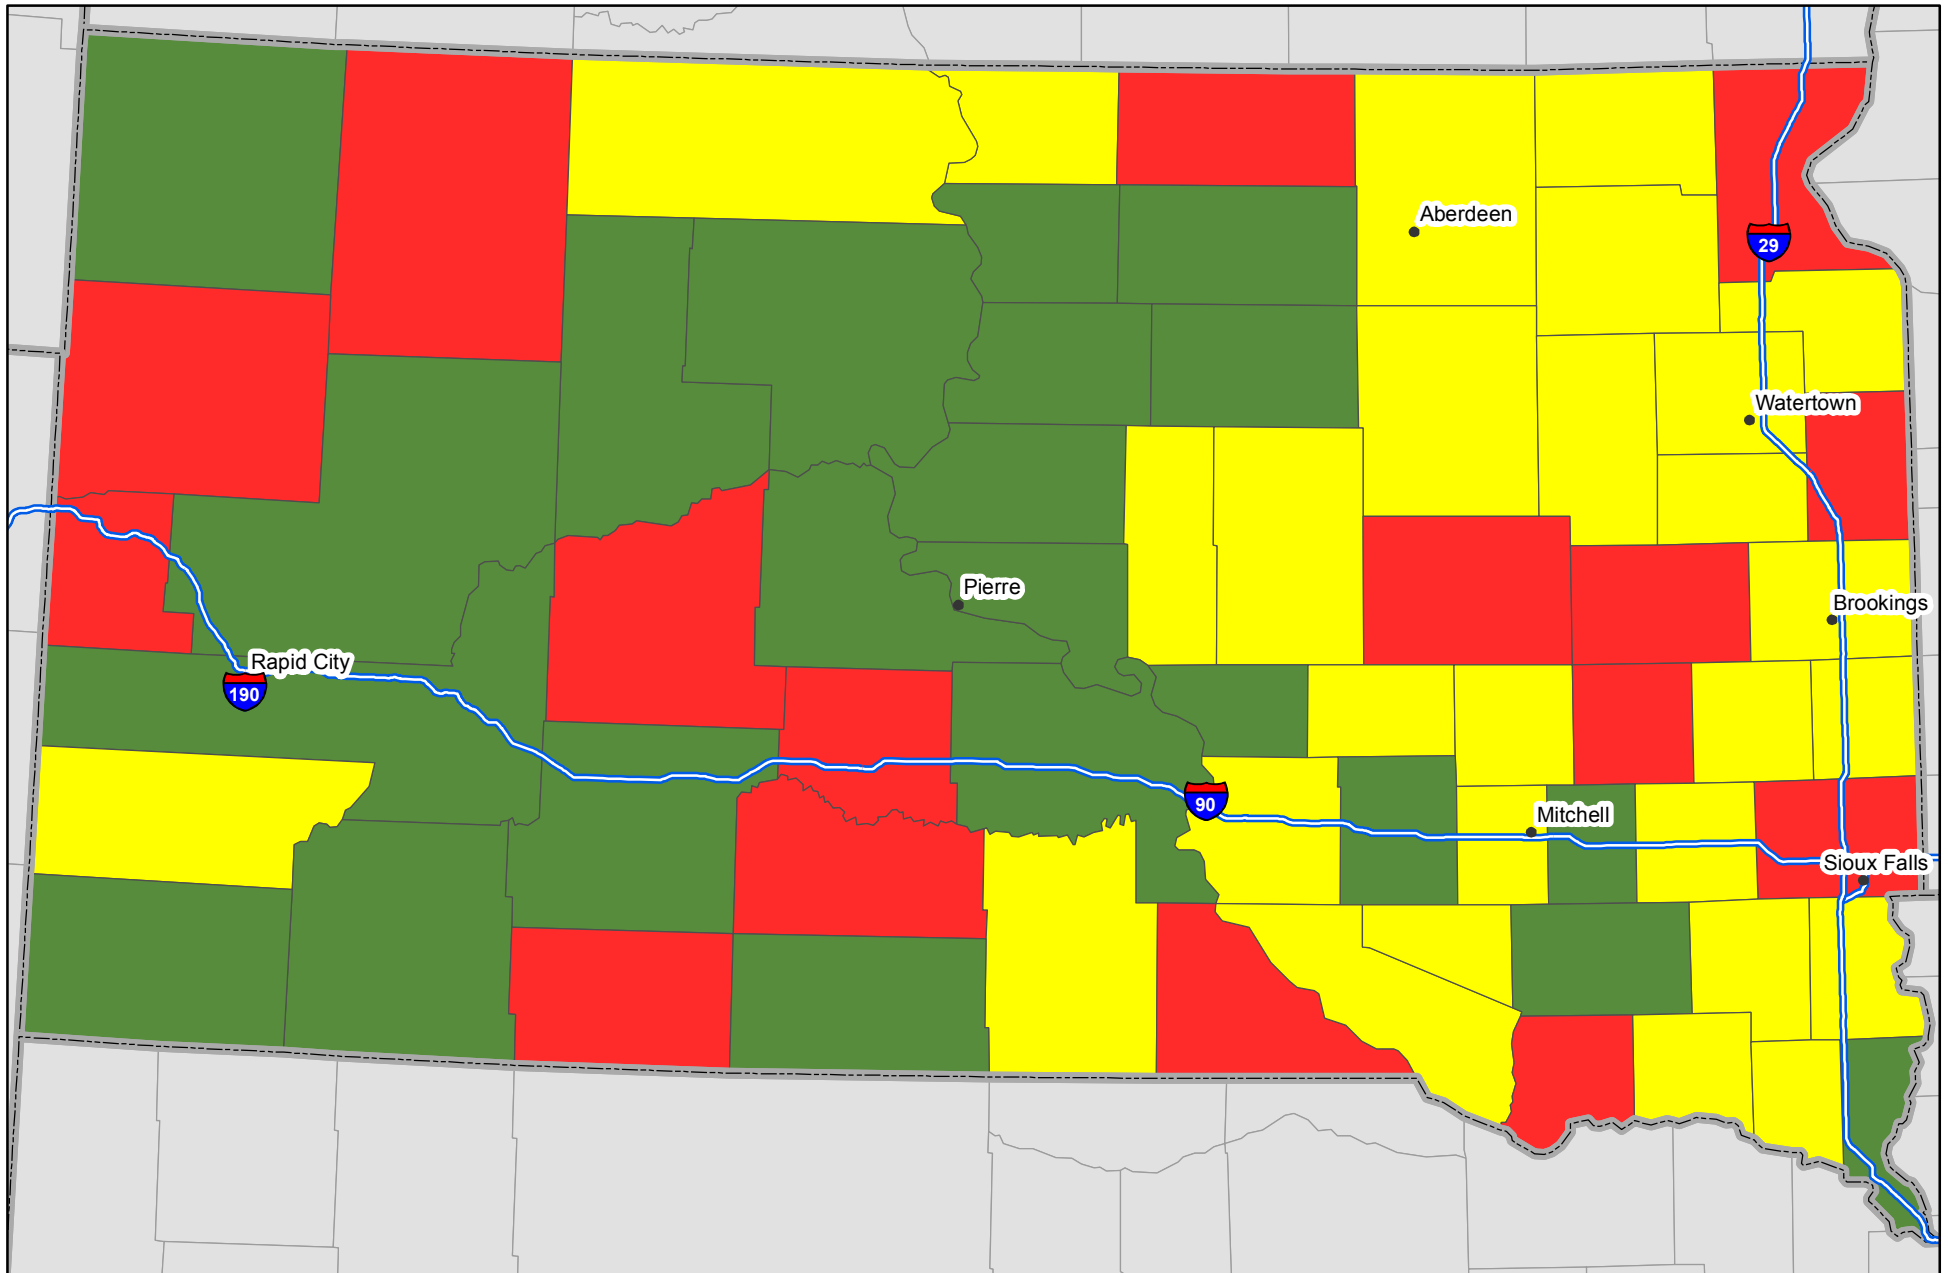 Aberdeen
29
Watertown
Pierre
Brookings
Rapid City
190
90
Mitchell
Sioux Falls